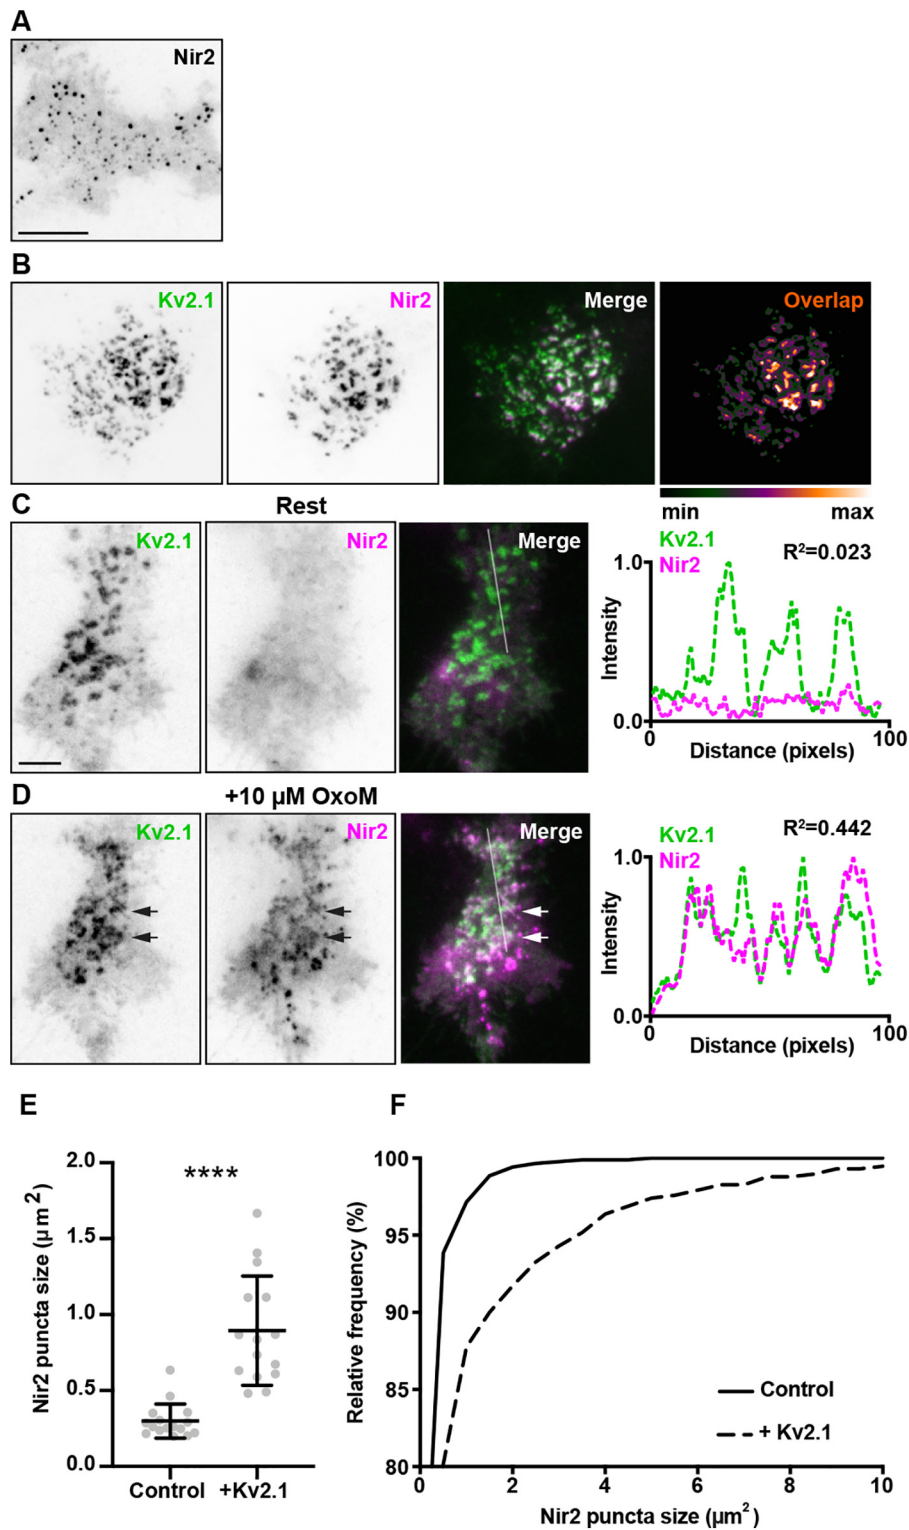 A
Nir2
B
Kv2.1
Nir2
Merge
Overlap
min max
C
Rest
Kv2.1
Nir2
Merge
Kv2.1
Nir2
R²=0.023
1.0
Intensity
0.0
0 100
Distance (pixels)
D
+10 µM OxoM
Kv2.1
Nir2
Merge
Kv2.1
Nir2
R²=0.442
1.0
Intensity
0.0
0 100
Distance (pixels)
E
2.0
1.5
1.0
0.5
0.0
Nir2 puncta size (µm²)
****
Control +Kv2.1
F
100
95
90
85
80
Relative frequency (%)
Control
+ Kv2.1
0 2 4 6 8 10
Nir2 puncta size (µm²)